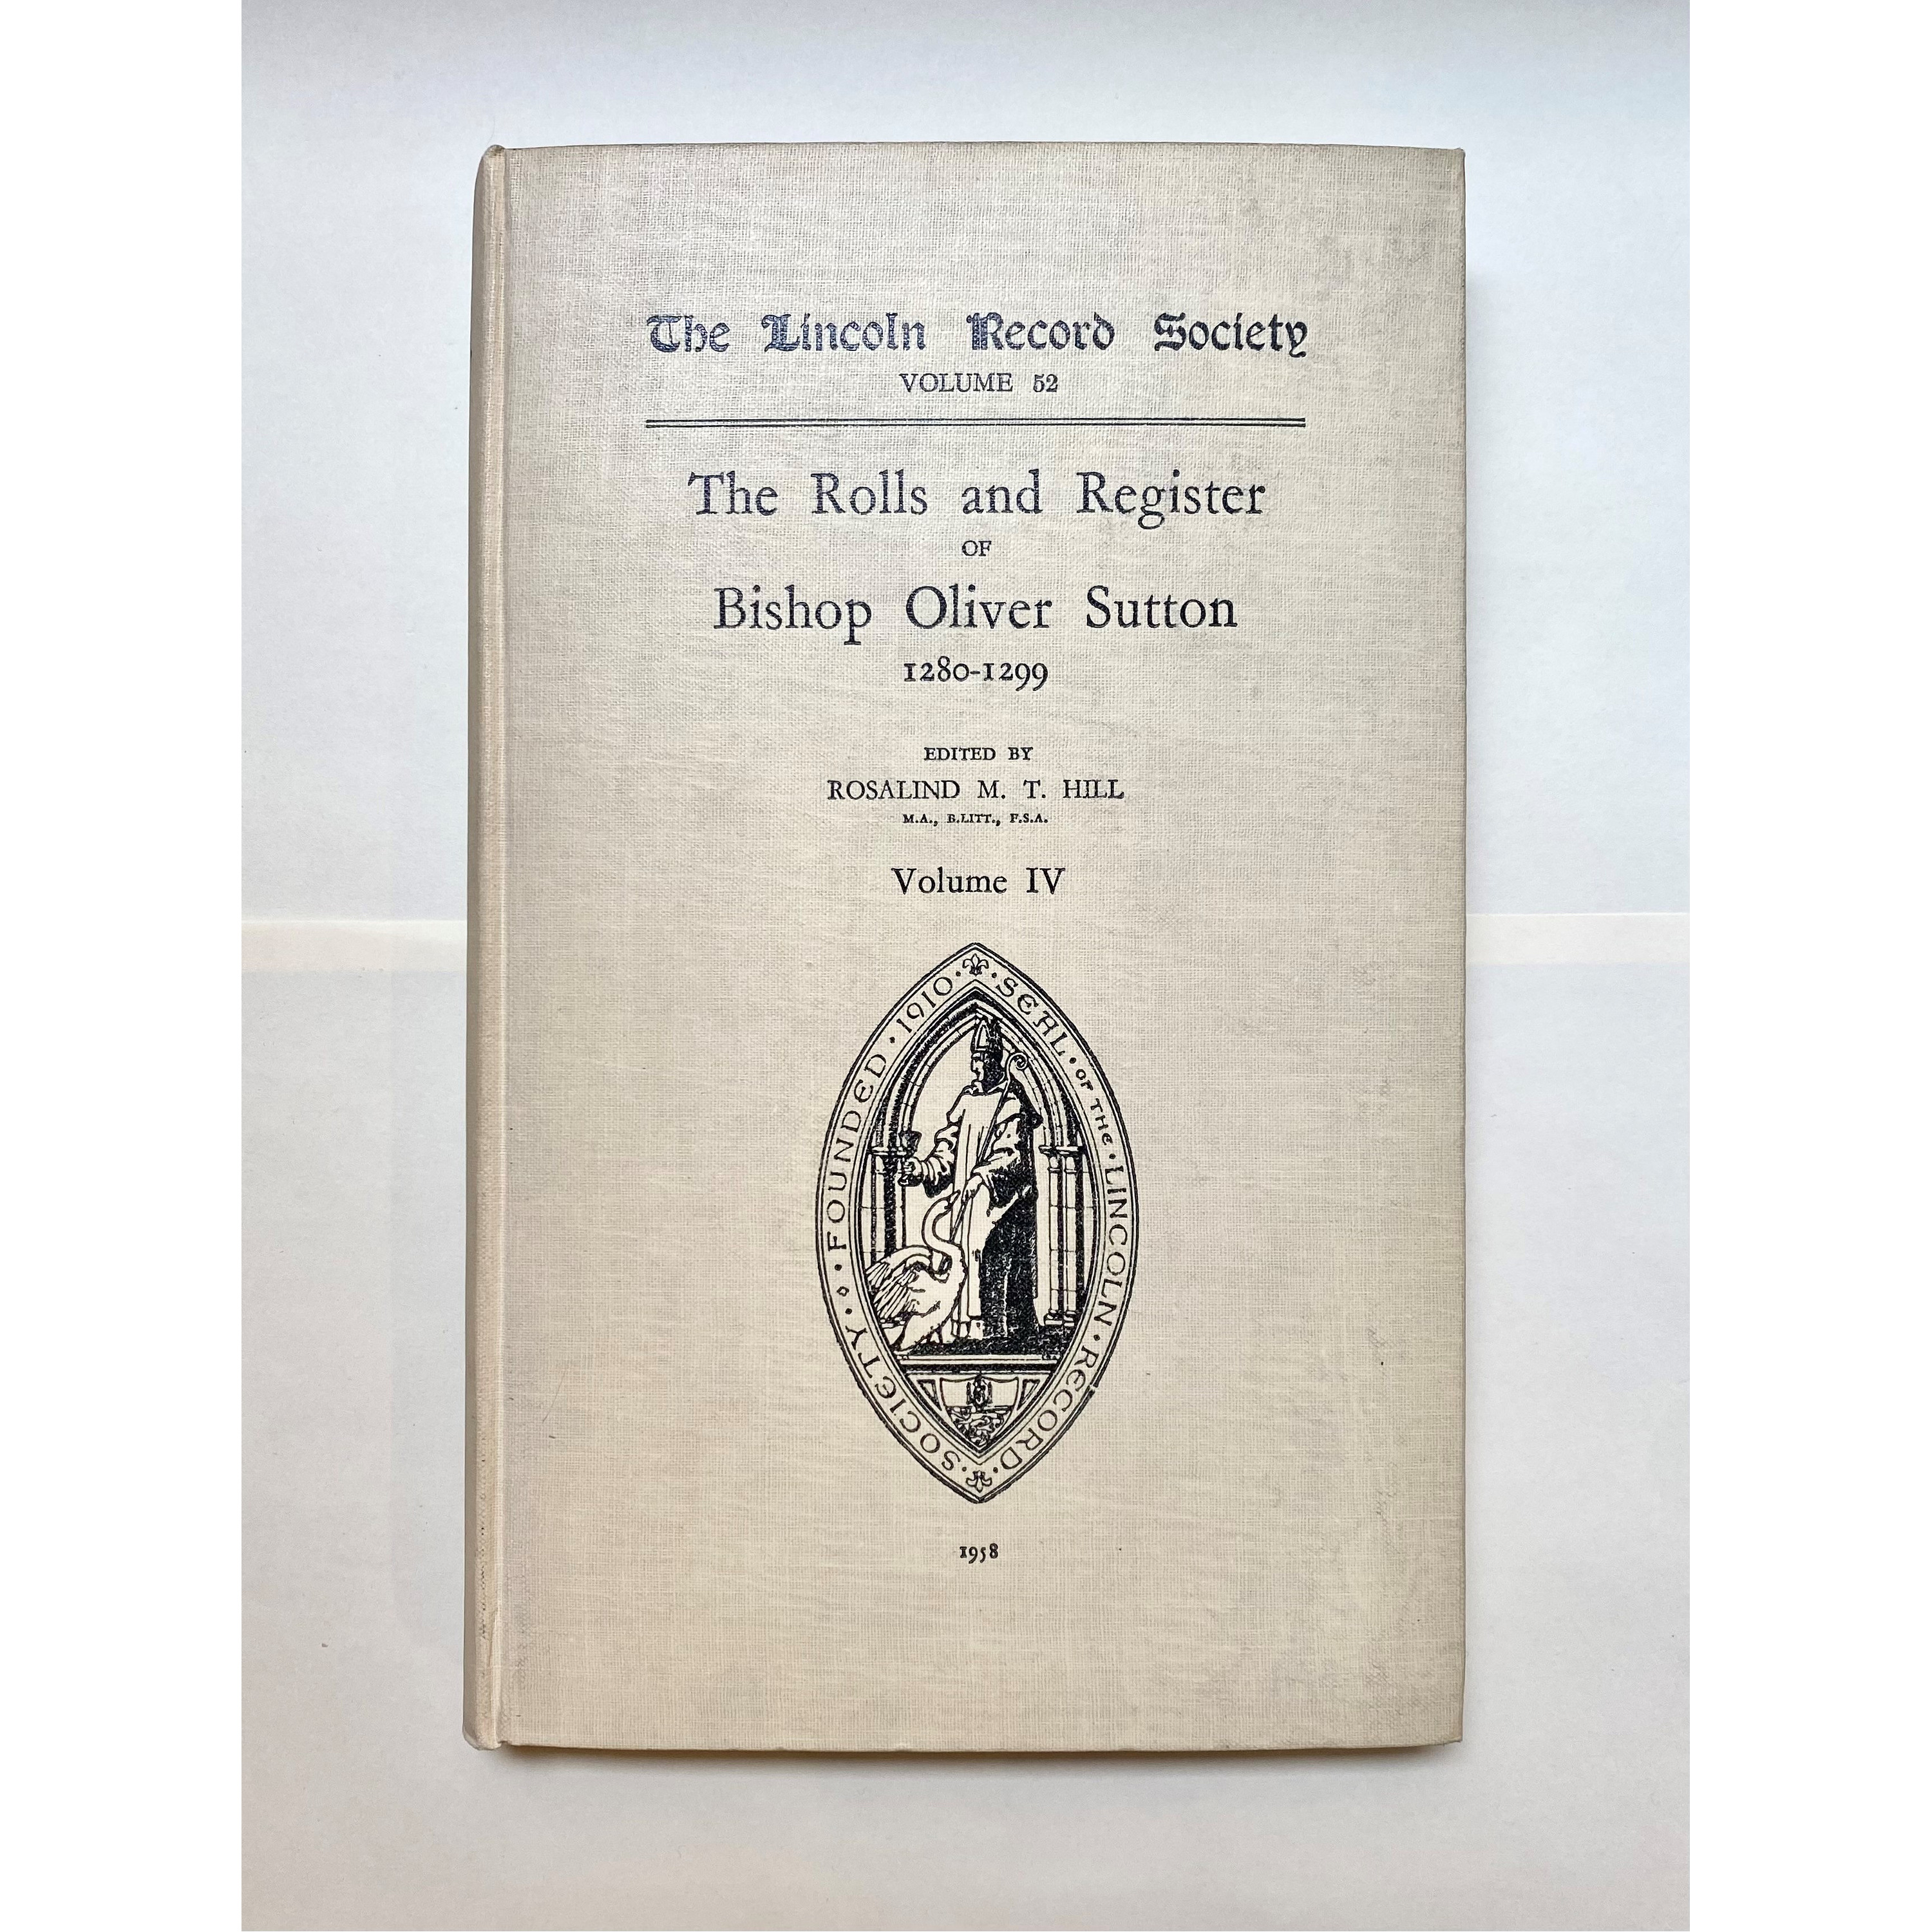 The Lincoln Record Society
VOLUME 52
The Rolls and Register
OF
Bishop Oliver Sutton
1280-1299
EDITED BY
ROSALIND M. T. HILL
M.A., B.LITT., F.S.A.
Volume IV
· SEAL · OF THE · LINCOLN · RECORD · SOCIETY · FOUNDED · 1910 ·
1958